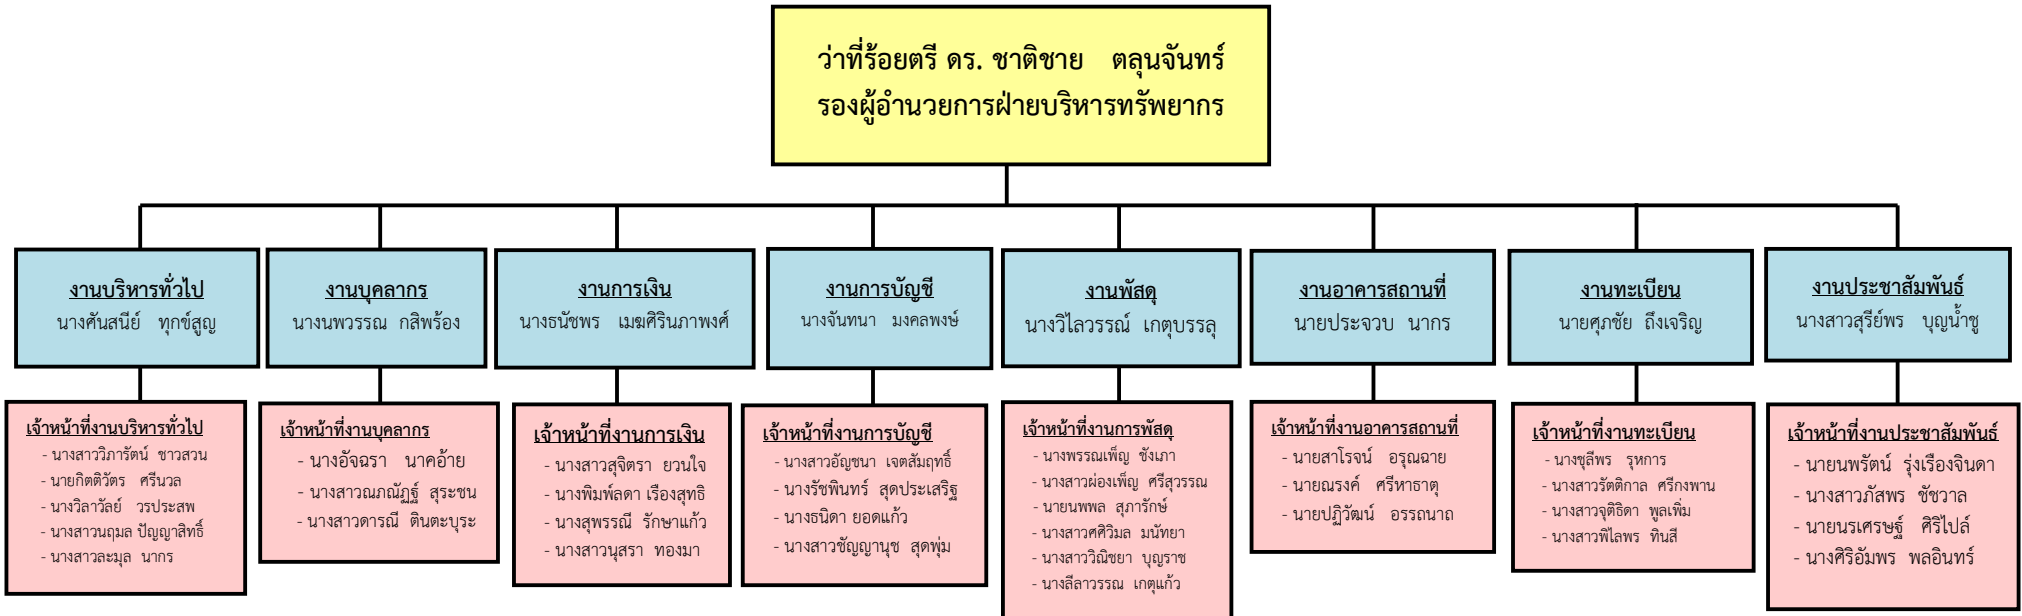 ว่าที่ร้อยตรี ดร. ชาติชาย ตลุนจันทร์
รองผู้อำนวยการฝ่ายบริหารทรัพยากร
งานบริหารทั่วไป
นางศันสนีย์ ทุกข์สูญ
งานบุคลากร
นางนพวรรณ กสิพร้อง
งานการเงิน
นางธนัชพร เมฆศิรินภาพงศ์
งานการบัญชี
นางจันทนา มงคลพงษ์
งานพัสดุ
นางวิไลวรรณ์ เกตุบรรลุ
งานอาคารสถานที่
นายประจวบ นากร
งานทะเบียน
นายศุภชัย ถึงเจริญ
งานประชาสัมพันธ์
นางสาวสุรีย์พร บุญน้ำชู
เจ้าหน้าที่งานบริหารทั่วไป
- นางสาววิภารัตน์ ชาวสวน
- นายกิตติวัตร ศรีนวล
- นางวิลาวัลย์ วรประสพ
- นางสาวนฤมล ปัญญาสิทธิ์
- นางสาวละมุล นากร
เจ้าหน้าที่งานบุคลากร
- นางอัจฉรา นาคอ้าย
- นางสาวณภณัฏฐ์ สุระชน
- นางสาวดารณี ตินตะบุระ
เจ้าหน้าที่งานการเงิน
- นางสาวสุจิตรา ยวนใจ
- นางพิมพ์ลดา เรืองสุทธิ
- นางสุพรรณี รักษาแก้ว
- นางสาวนุสรา ทองมา
เจ้าหน้าที่งานการบัญชี
- นางสาวอัญชนา เจตสัมฤทธิ์
- นางรัชพินทร์ สุดประเสริฐ
- นางธนิดา ยอดแก้ว
- นางสาวชัญญานุช สุดพุ่ม
เจ้าหน้าที่งานการพัสดุ
- นางพรรณเพ็ญ ชังเภา
- นางสาวผ่องเพ็ญ ศรีสุวรรณ
- นายนพพล สุภารักษ์
- นางสาวศศิวิมล มนัทยา
- นางสาววิณิชยา บุญราช
- นางลีลาวรรณ เกตุแก้ว
เจ้าหน้าที่งานอาคารสถานที่
- นายสาโรจน์ อรุณฉาย
- นายณรงค์ ศรีหาธาตุ
- นายปฏิวัฒน์ อรรถนาถ
เจ้าหน้าที่งานทะเบียน
- นางชุลีพร รุหการ
- นางสาวรัตติกาล ศรีกงพาน
- นางสาวจุติธิดา พูลเพิ่ม
- นางสาวพิไลพร ทินสี
เจ้าหน้าที่งานประชาสัมพันธ์
- นายนพรัตน์ รุ่งเรืองจินดา
- นางสาวภัสพร ชัชวาล
- นายนรเศรษฐ์ ศิริไปล์
- นางศิริอัมพร พลอินทร์